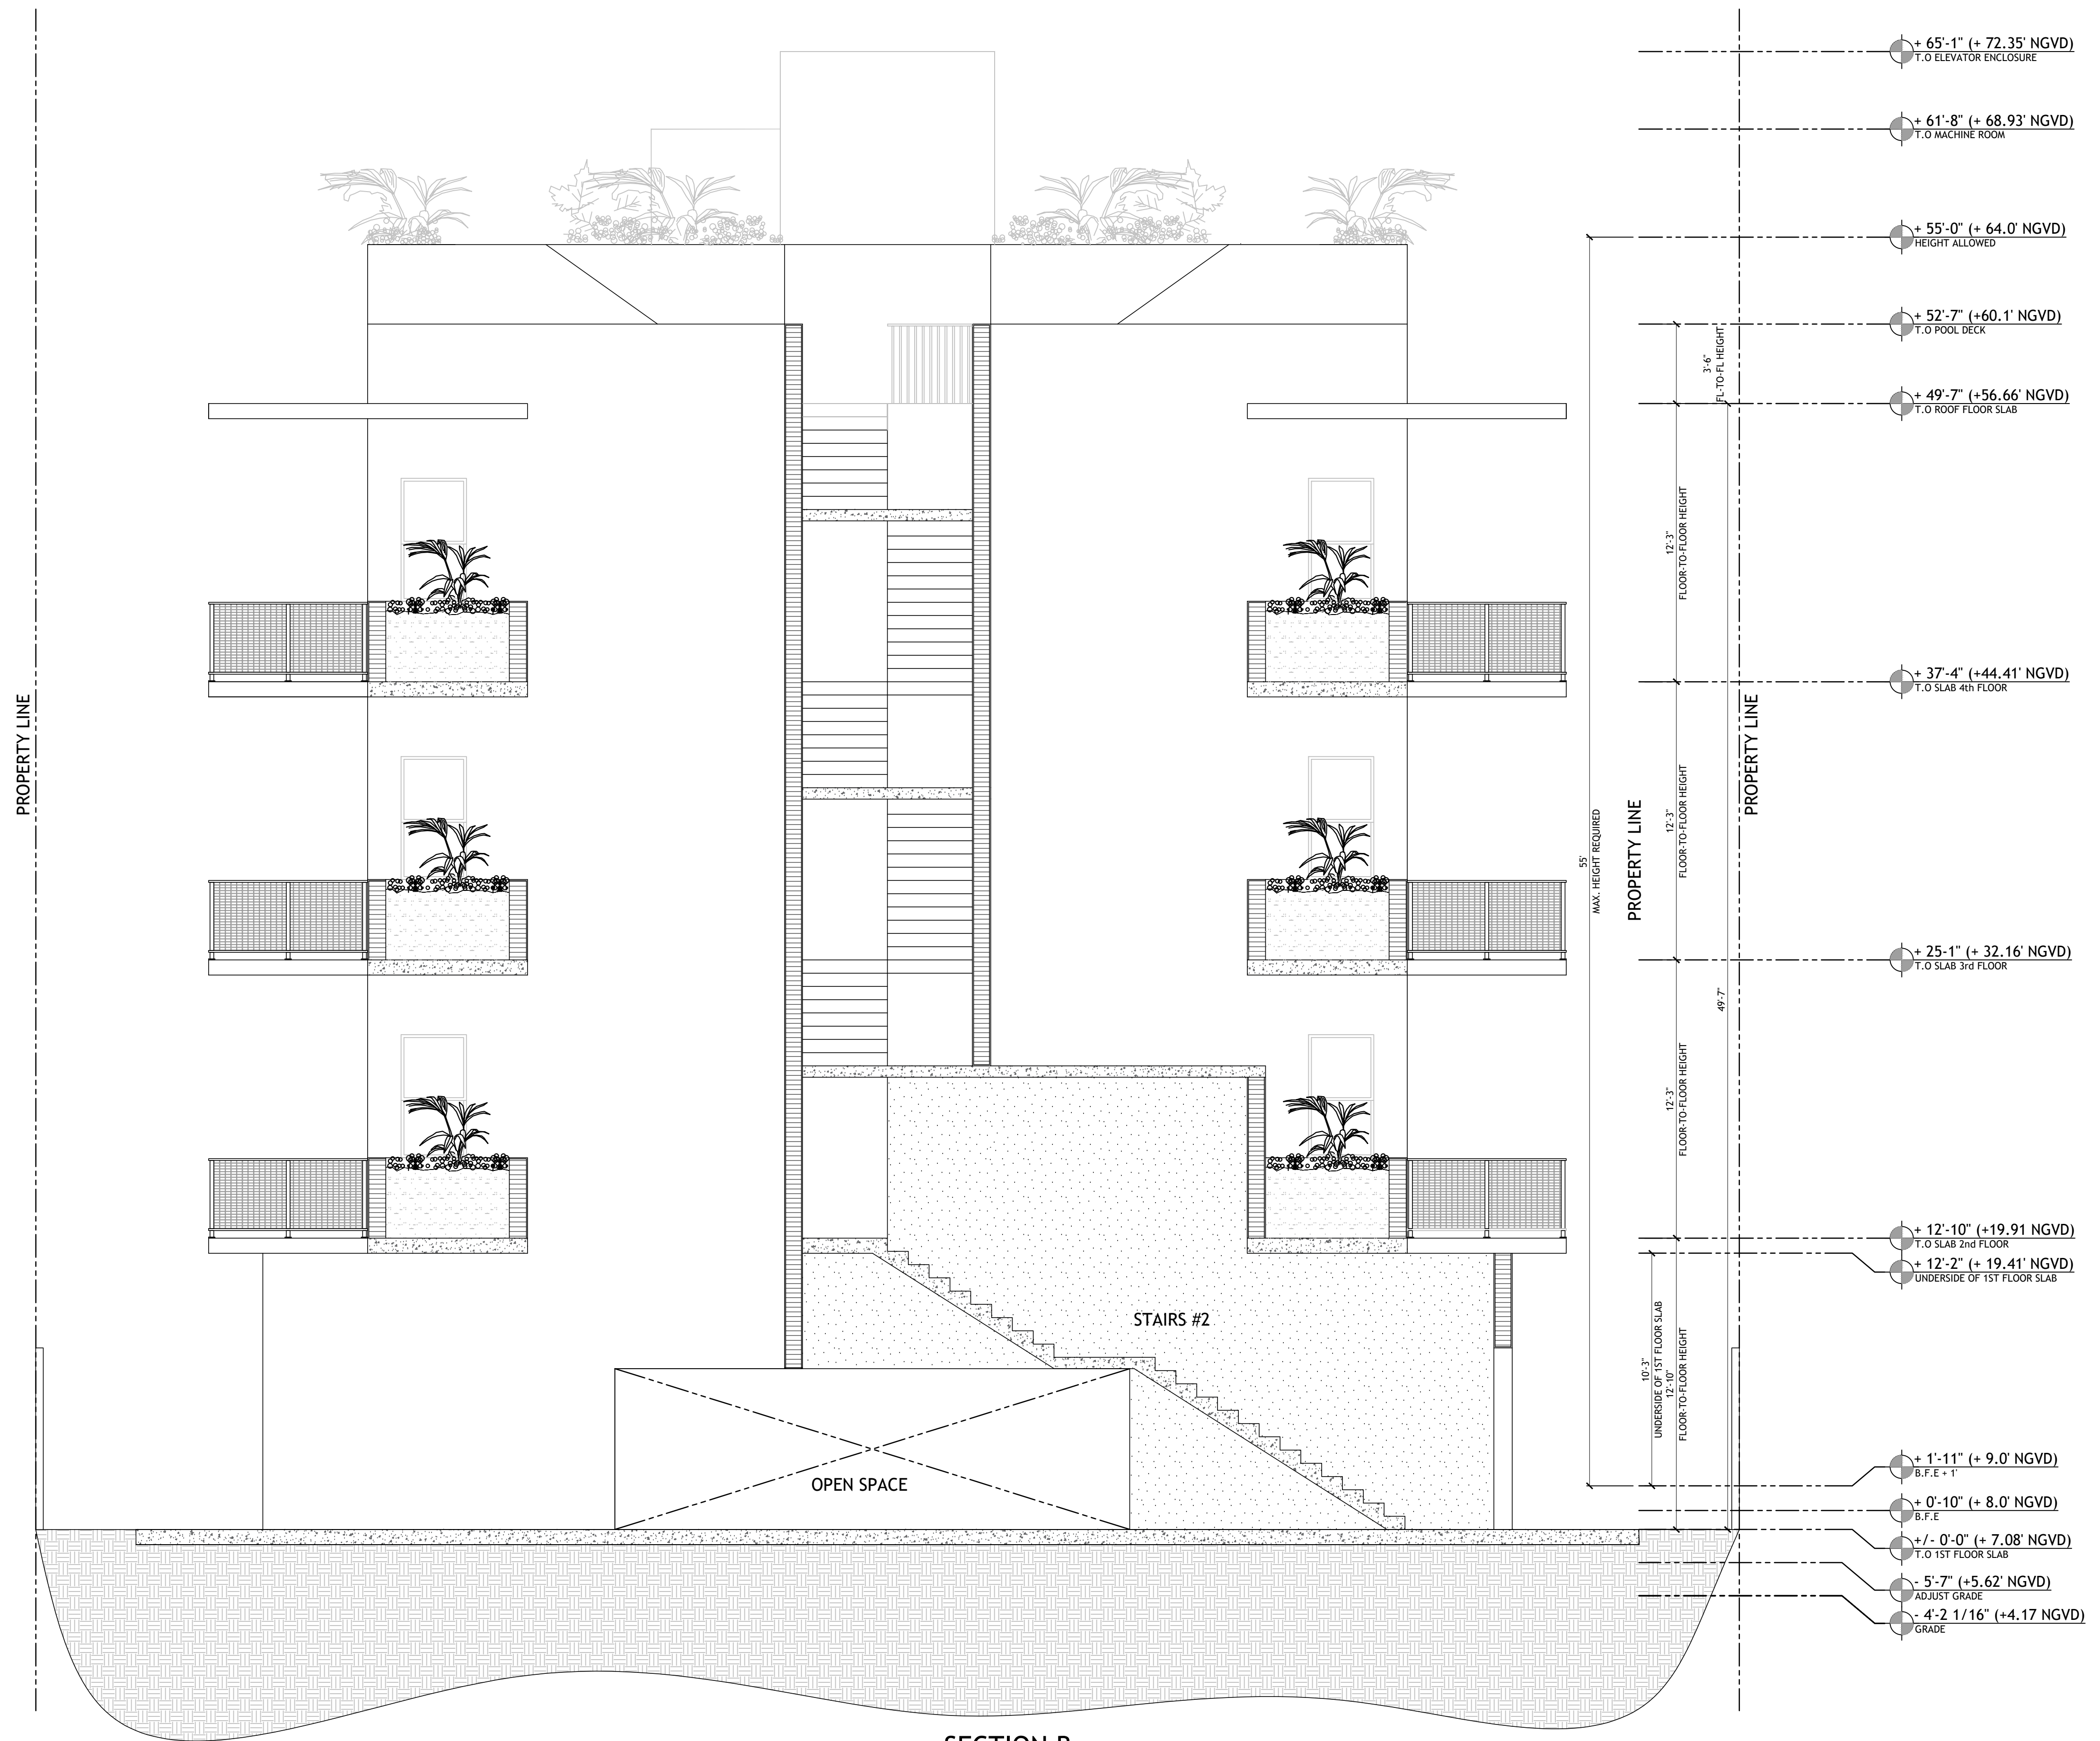 + 65'-1" (+ 72.35' NGVD)
T.O ELEVATOR ENCLOSURE
+ 61'-8" (+ 68.93' NGVD)
T.O MACHINE ROOM
+ 55'-0" (+ 64.0' NGVD)
HEIGHT ALLOWED
+ 52'-7" (+60.1' NGVD)
T.O POOL DECK
3'-6"
FL-TO-FL HEIGHT
+ 49'-7" (+56.66' NGVD)
T.O ROOF FLOOR SLAB
12'-3"
FLOOR-TO-FLOOR HEIGHT
+ 37'-4" (+44.41' NGVD)
T.O SLAB 4th FLOOR
PROPERTY LINE
PROPERTY LINE
PROPERTY LINE
12'-3"
FLOOR-TO-FLOOR HEIGHT
55'
MAX. HEIGHT REQUIRED
+ 25-1" (+ 32.16' NGVD)
T.O SLAB 3rd FLOOR
49'-7"
12'-3"
FLOOR-TO-FLOOR HEIGHT
+ 12'-10" (+19.91 NGVD)
T.O SLAB 2nd FLOOR
+ 12'-2" (+ 19.41' NGVD)
UNDERSIDE OF 1ST FLOOR SLAB
STAIRS #2
10'-3"
UNDERSIDE OF 1ST FLOOR SLAB
12'-10"
FLOOR-TO-FLOOR HEIGHT
OPEN SPACE
+ 1'-11" (+ 9.0' NGVD)
B.F.E + 1'
+ 0'-10" (+ 8.0' NGVD)
B.F.E
+/- 0'-0" (+ 7.08' NGVD)
T.O 1ST FLOOR SLAB
- 5'-7" (+5.62' NGVD)
ADJUST GRADE
- 4'-2 1/16" (+4.17 NGVD)
GRADE